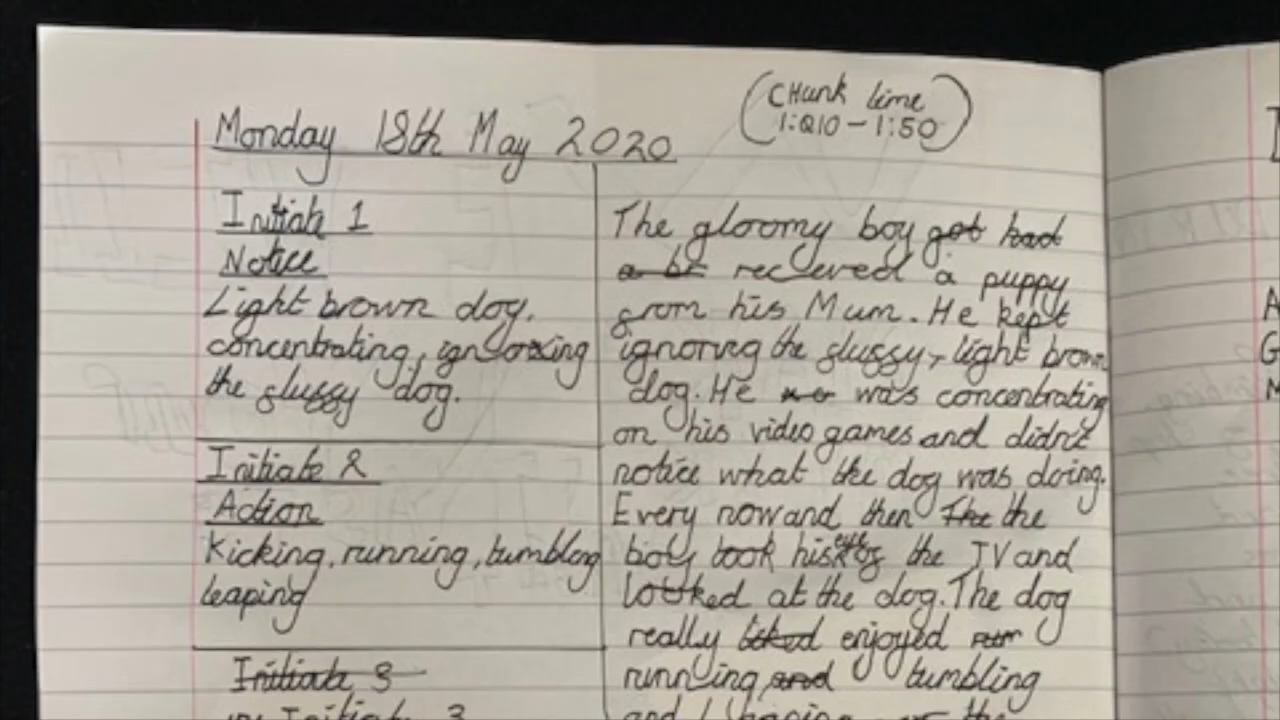 (CHunk time
1:10 - 1:50)
Monday 18th May 2020
Initiate 1
Notice
Light brown dog.
concentrating, ignoring
the fluffy dog.
Initiate 2
Action
Kicking, running, tumbling
leaping
Initiate 3
Initiate 3
The gloomy boy got had
recieved a puppy
from his Mum. He kept
ignoring the fluffy, light brown
dog. He was concentrating
on his video games and didn't
notice what the dog was doing.
Every now and then The the
boy took his eyes of the TV and
looked at the dog. The dog
really liked enjoyed run
running and tumbling
and the
A
G
M